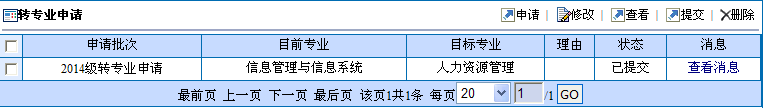 转专业申请 申请 | 修改 | 查看 | 提交 删除
申请批次 目前专业 目标专业 理由 状态 消息
2014级转专业申请 信息管理与信息系统 人力资源管理 已提交 查看消息
最前页 上一页 下一页 最后页 该页1共1条 每页 20 1 /1 GO